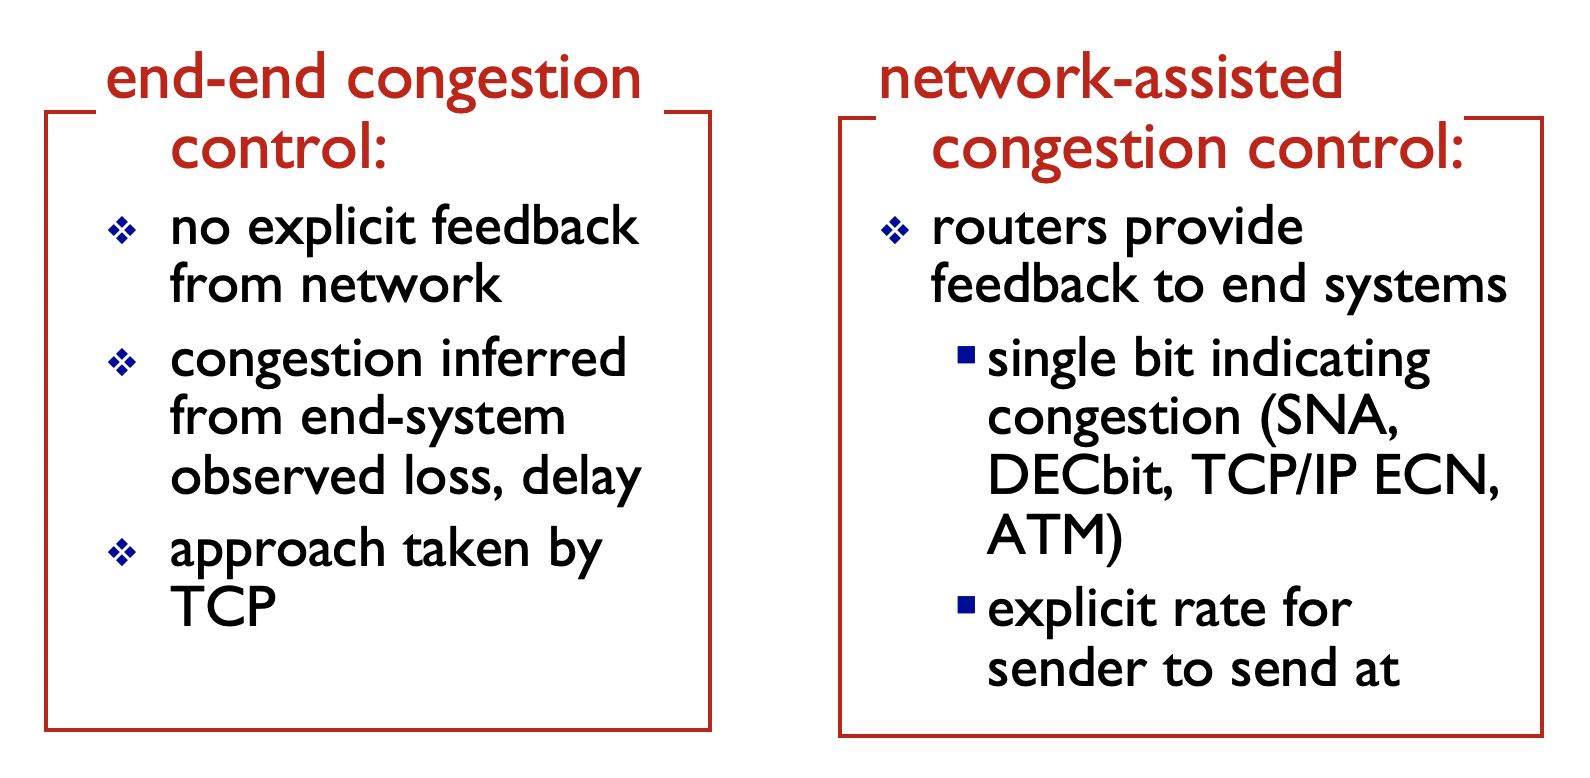 end-end congestion
control:
no explicit feedback
from network
congestion inferred
from end-system
observed loss, delay
approach taken by
TCP
network-assisted
congestion control:
routers provide
feedback to end systems
single bit indicating
congestion (SNA,
DECbit, TCP/IP ECN,
ATM)
explicit rate for
sender to send at